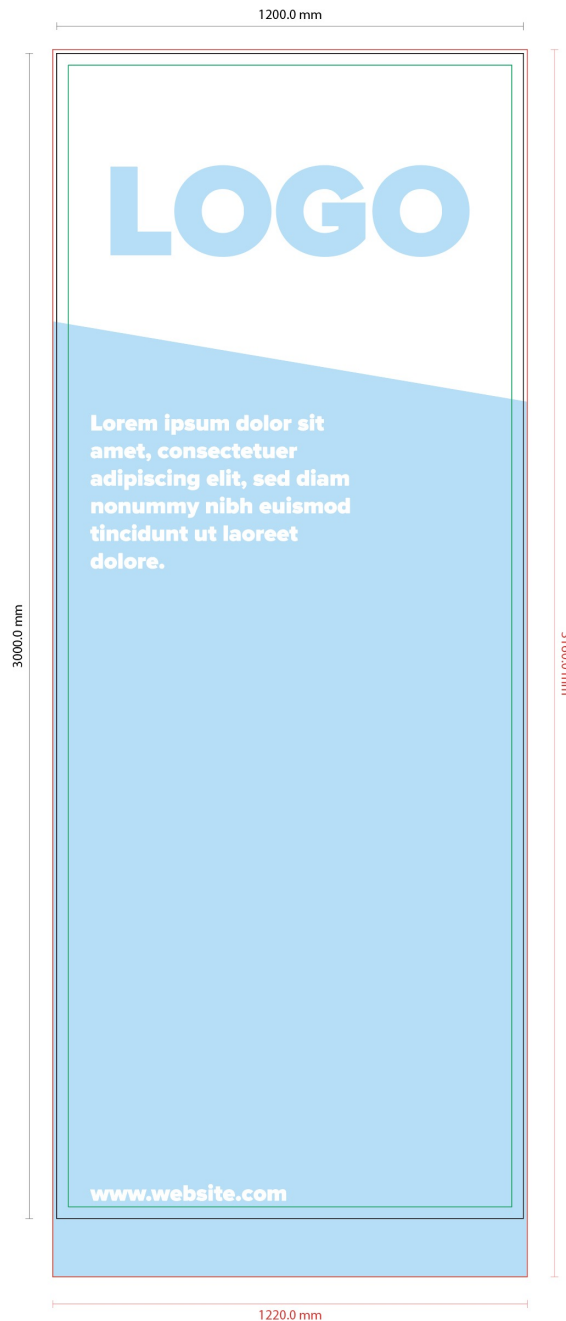 1200.0 mm
LOGO
Lorem ipsum dolor sit
amet, consectetuer
adipiscing elit, sed diam
nonummy nibh euismod
tincidunt ut laoreet
dolore.
3000.0 mm
www.website.com
1220.0 mm